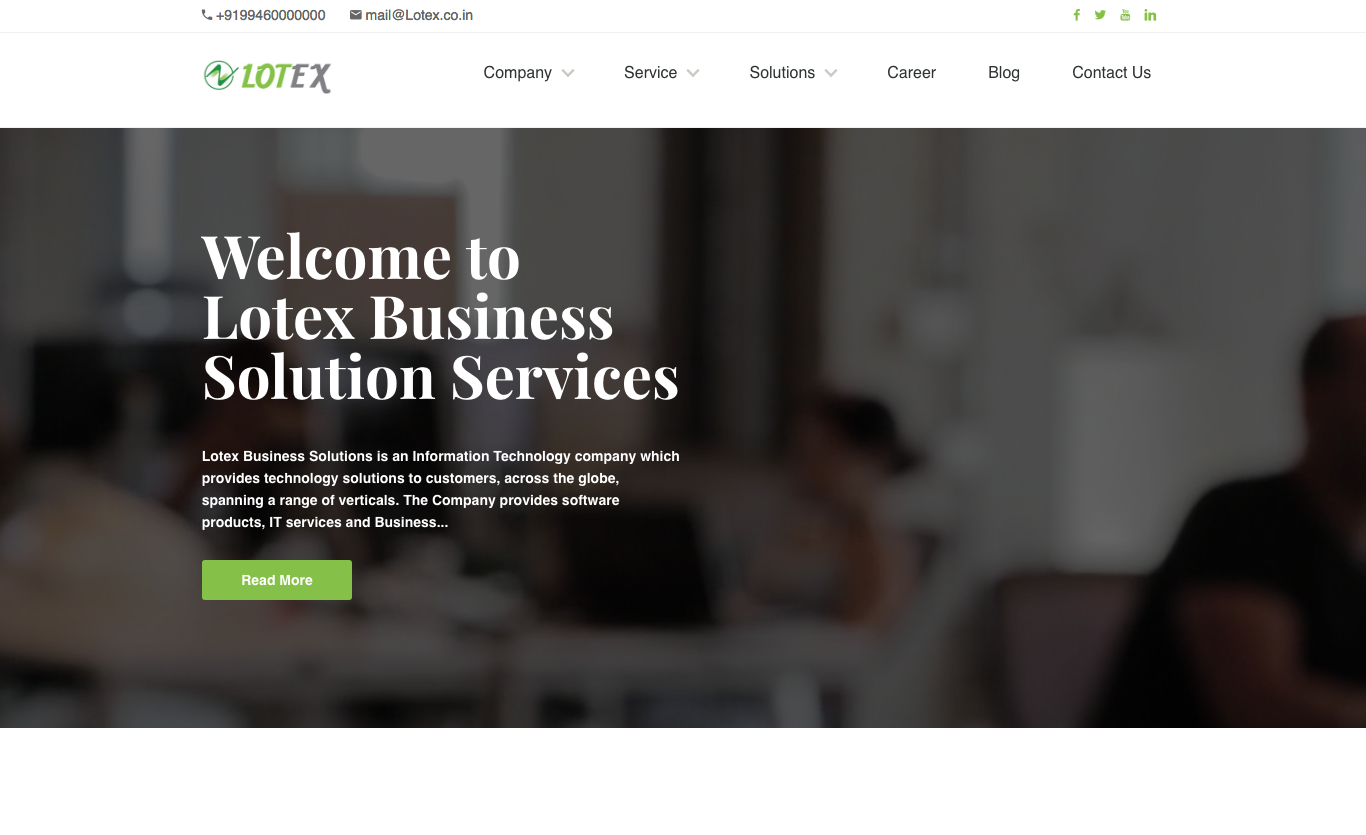 +9199460000000 mail@Lotex.co.in
LOTEX
Company Service Solutions Career Blog Contact Us
Welcome to
Lotex Business
Solution Services
Lotex Business Solutions is an Information Technology company which
provides technology solutions to customers, across the globe,
spanning a range of verticals. The Company provides software
products, IT services and Business...
Read More